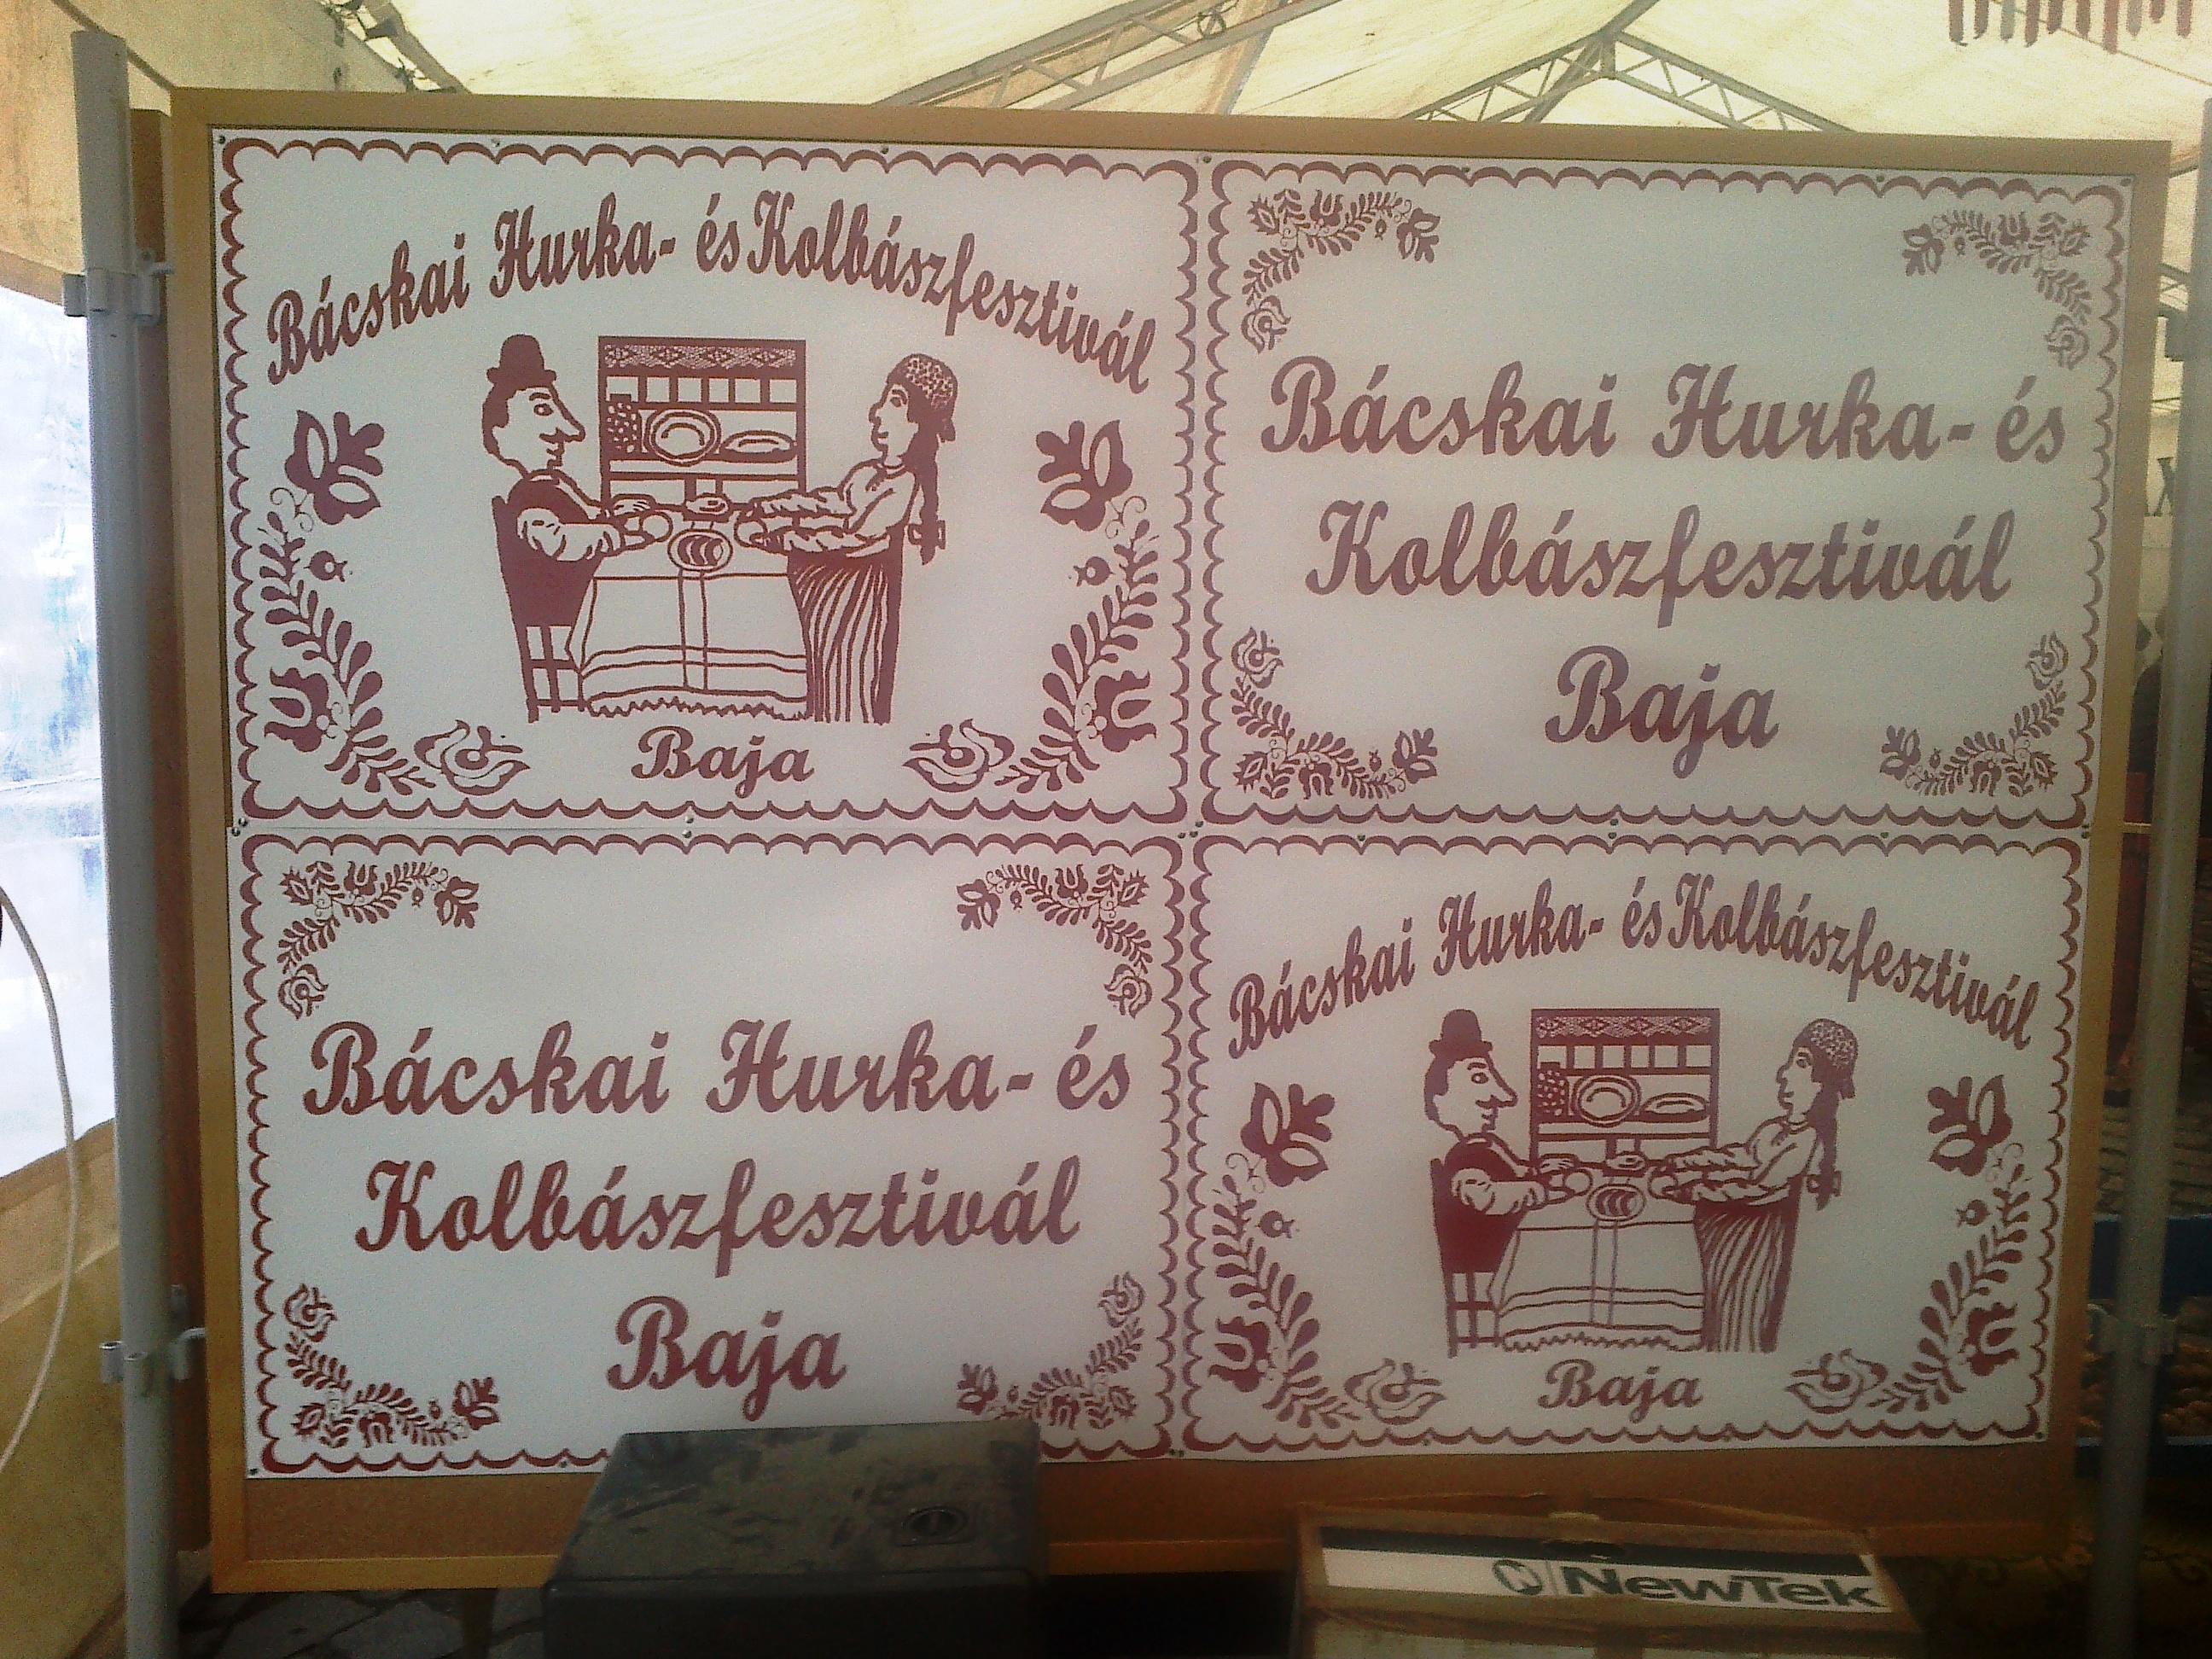 Bácskai Hurka- és Kolbászfesztivál
Baja
Bácskai Hurka- és
Kolbászfesztivál
Baja
Bácskai Hurka- és
Kolbászfesztivál
Baja
Bácskai Hurka- és Kolbászfesztivál
Baja
NewTek